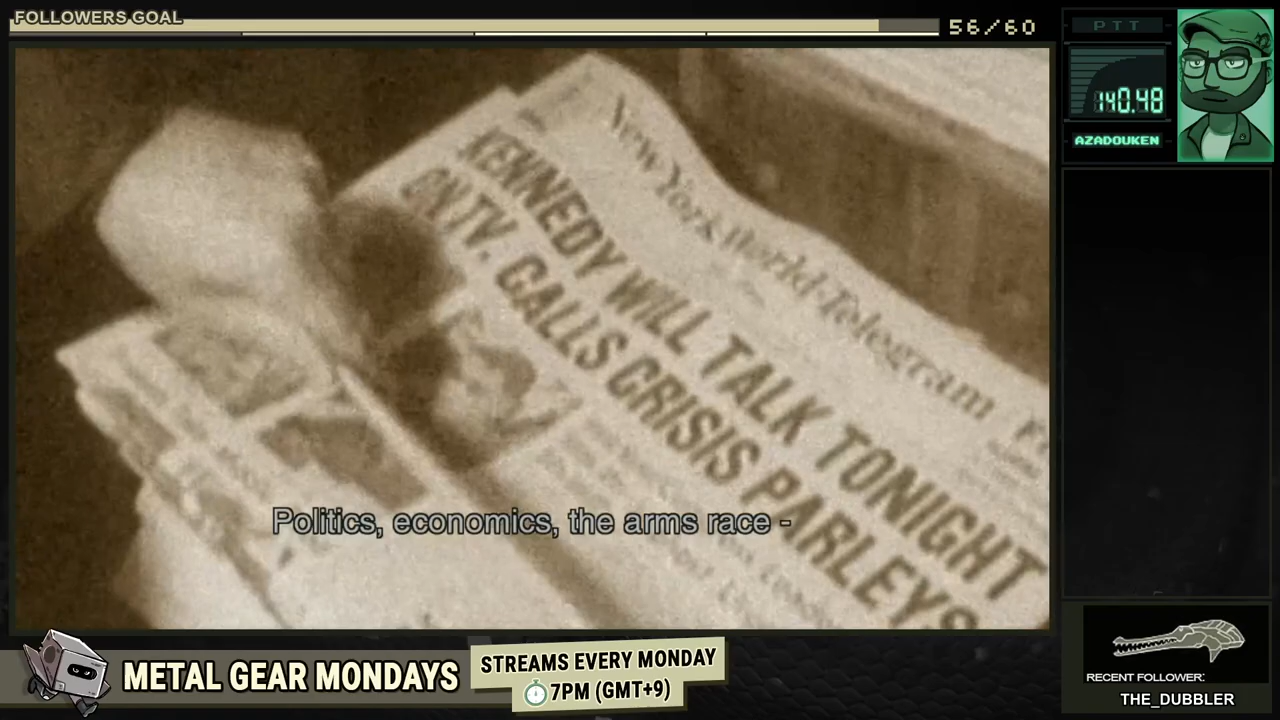 FOLLOWERS GOAL
56/60
PTT
140.48
AZADOUKEN
New York World-Telegram
KENNEDY WILL TALK TONIGHT
ON TV. CALLS CRISIS PARLEYS
Politics, economics, the arms race -
METAL GEAR MONDAYS
STREAMS EVERY MONDAY
7PM (GMT+9)
RECENT FOLLOWER:
THE_DUBBLER